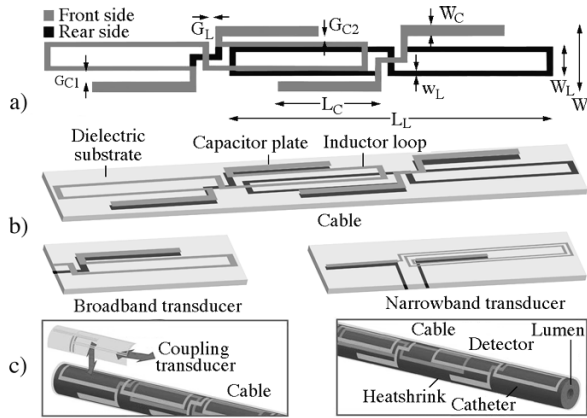 Front side
Rear side
G_L
G_C2
W_C
G_C1
W_L
W_L
W
L_C
L_L
a)
Dielectric
substrate
Capacitor plate
Inductor loop
Cable
b)
Broadband transducer
Narrowband transducer
c)
Coupling
transducer
Cable
Cable
Detector
Lumen
Heatshrink
Catheter